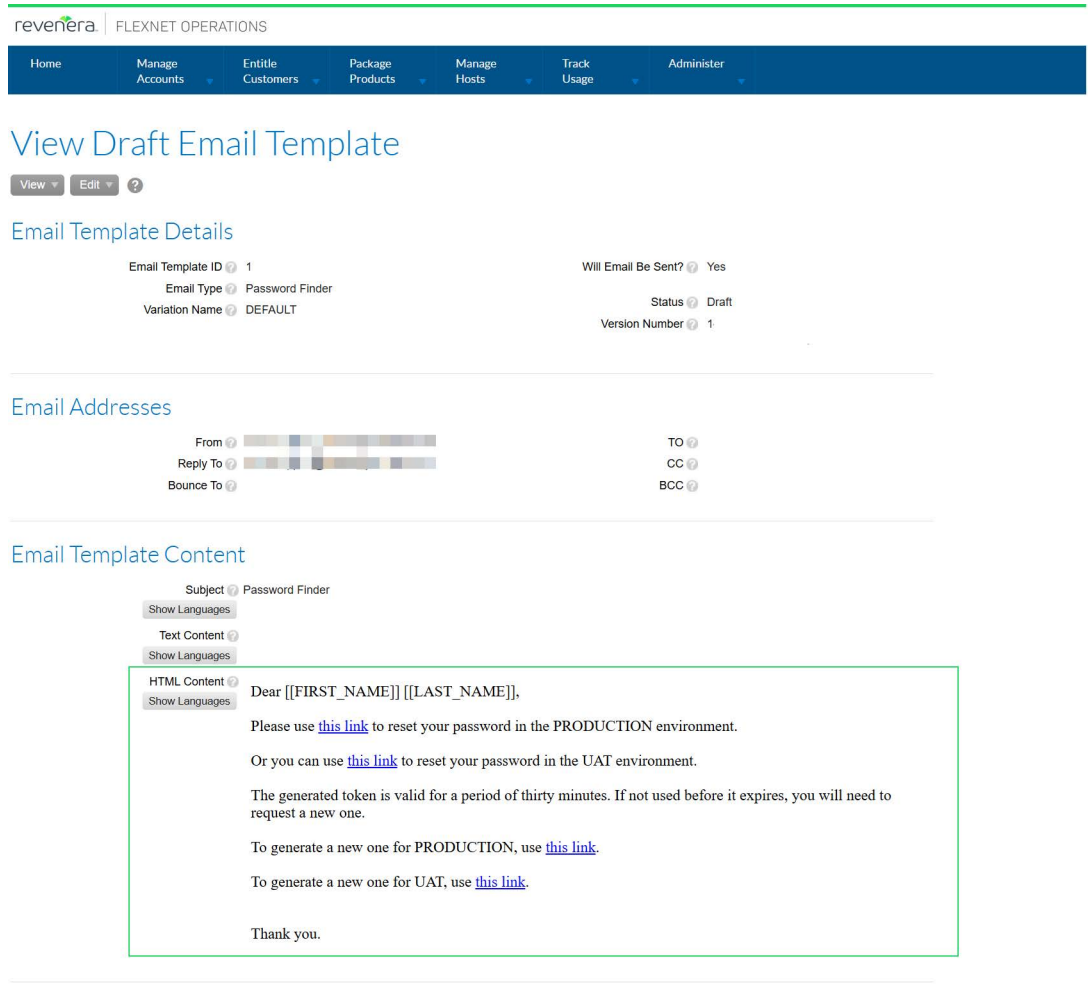 revenera. FLEXNET OPERATIONS
Home Manage Accounts Entitle Customers Package Products Manage Hosts Track Usage Administer
View Draft Email Template
View Edit ?
Email Template Details
Email Template ID ? 1 Will Email Be Sent? ? Yes
Email Type ? Password Finder
Status ? Draft
Variation Name ? DEFAULT
Version Number ? 1
Email Addresses
From ? TO ?
Reply To ? CC ?
Bounce To ? BCC ?
Email Template Content
Subject ? Password Finder
Show Languages
Text Content ?
Show Languages
HTML Content ?
Show Languages
Dear [[FIRST_NAME]] [[LAST_NAME]],
Please use this link to reset your password in the PRODUCTION environment.
Or you can use this link to reset your password in the UAT environment.
The generated token is valid for a period of thirty minutes. If not used before it expires, you will need to
request a new one.
To generate a new one for PRODUCTION, use this link.
To generate a new one for UAT, use this link.
Thank you.